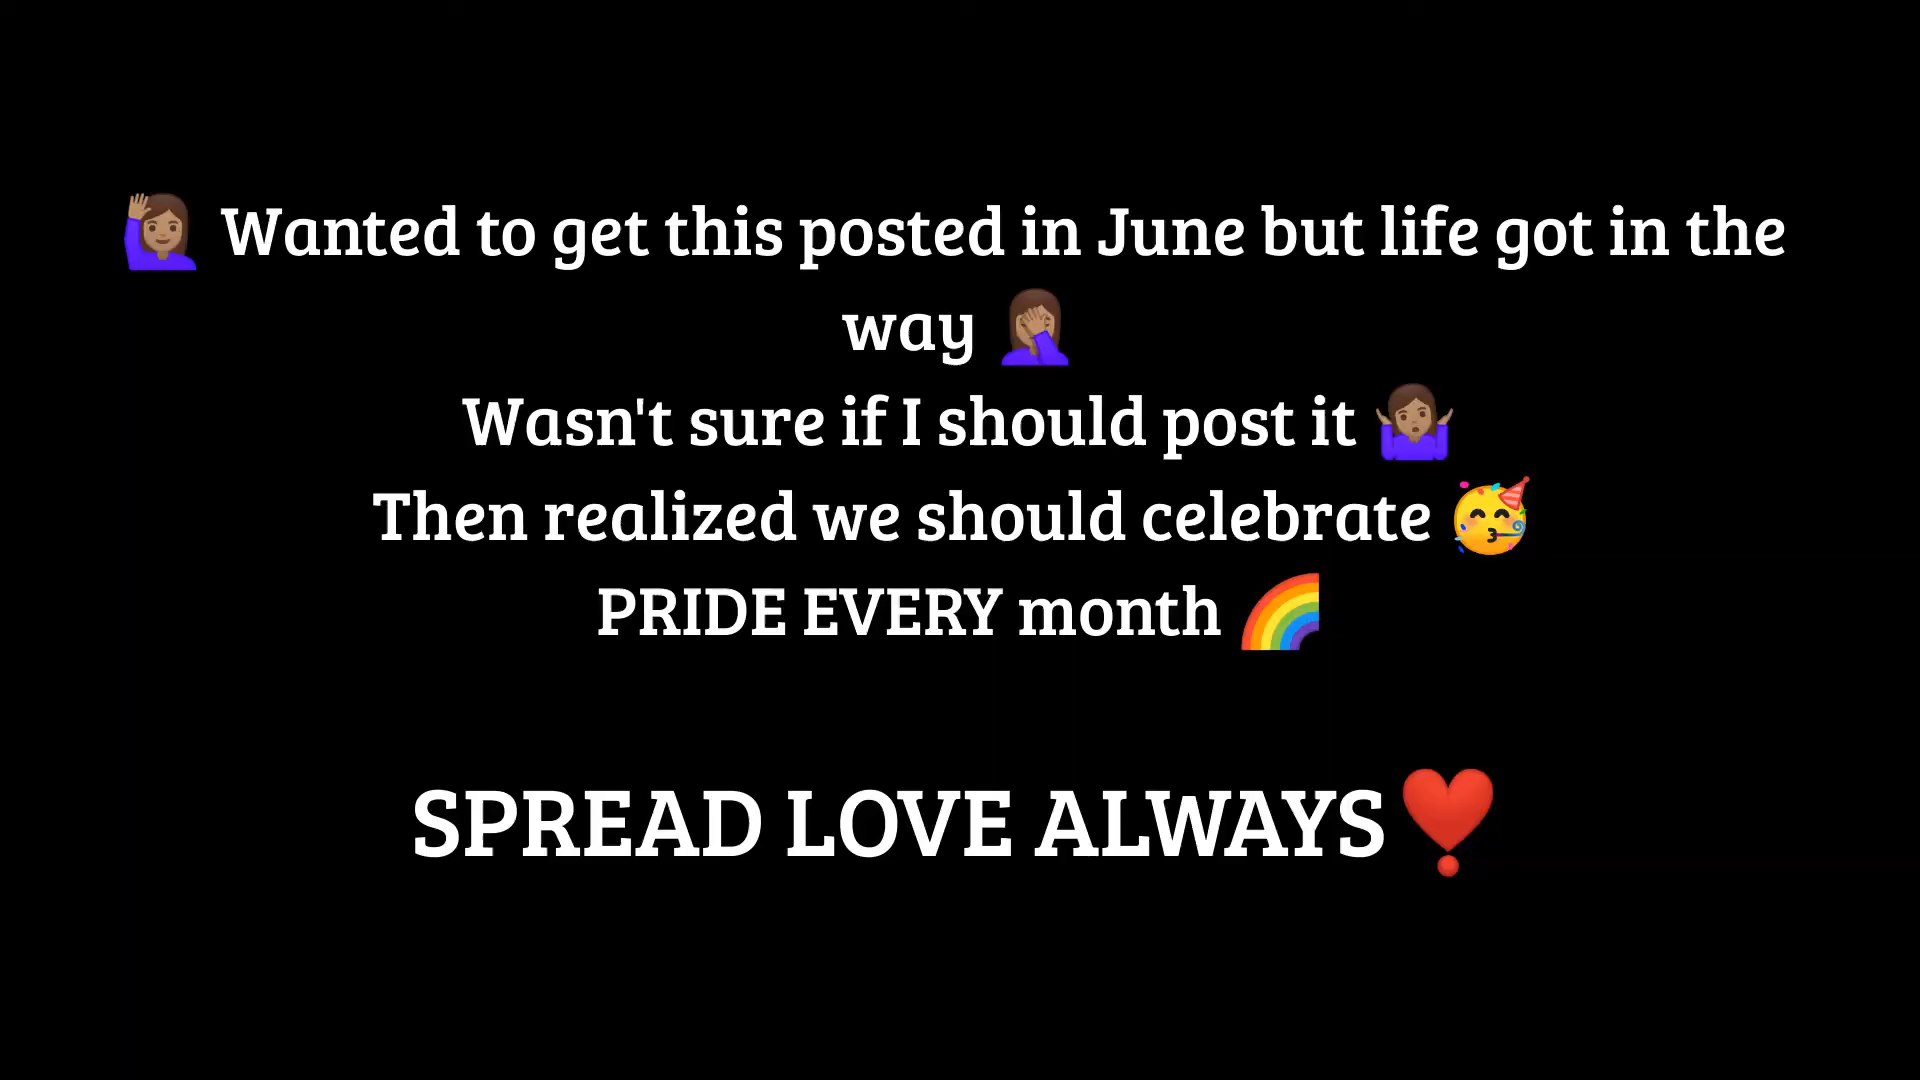 🙋🏽‍♀️ Wanted to get this posted in June but life got in the
way 🤦🏽‍♀️
Wasn't sure if I should post it 🤷🏽‍♀️
Then realized we should celebrate 🥳
PRIDE EVERY month 🌈
SPREAD LOVE ALWAYS❣️